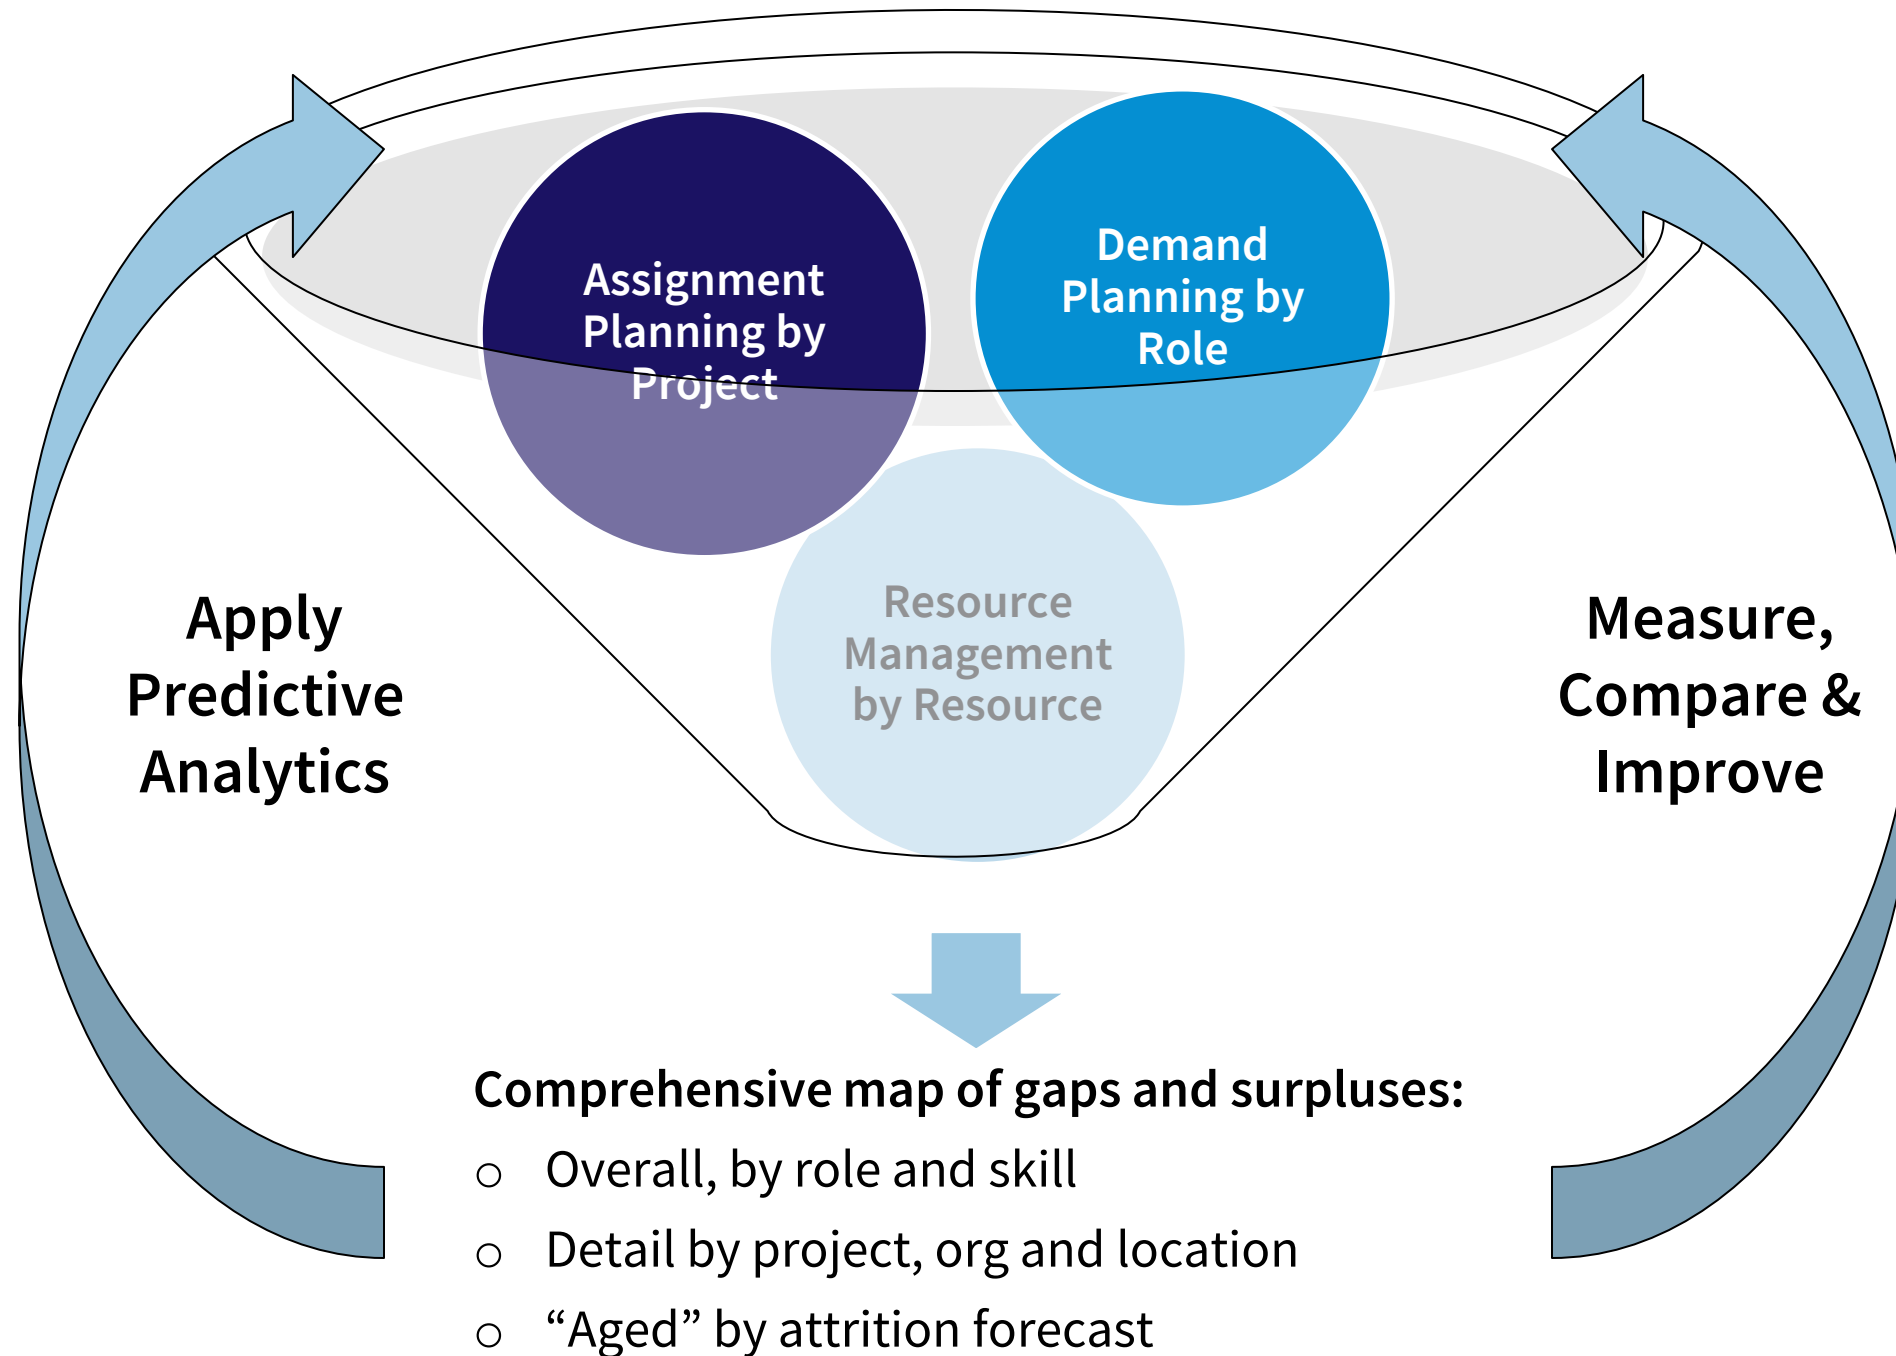 Assignment
Planning by
Project
Demand
Planning by
Role
Resource
Management
by Resource
Apply
Predictive
Analytics
Measure,
Compare &
Improve
Comprehensive map of gaps and surpluses:
○ Overall, by role and skill
○ Detail by project, org and location
○ “Aged” by attrition forecast